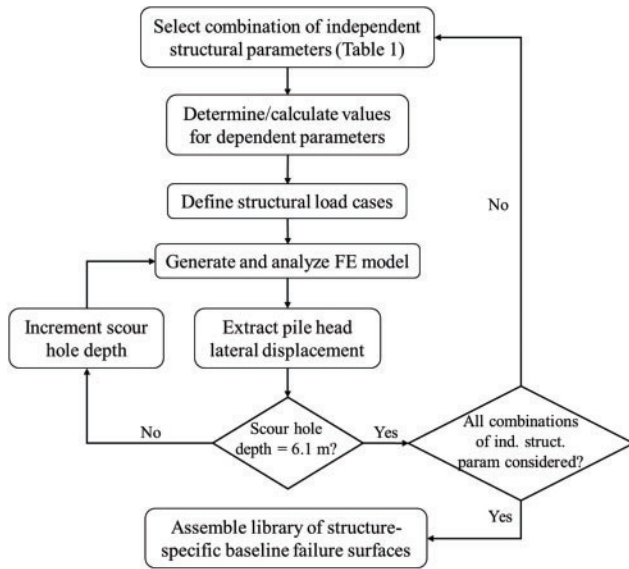 Select combination of independent
structural parameters (Table 1)
Determine/calculate values
for dependent parameters
Define structural load cases
No
Generate and analyze FE model
Increment scour
hole depth
Extract pile head
lateral displacement
No
Scour hole
depth = 6.1 m?
Yes
All combinations
of ind. struct.
param considered?
Yes
Assemble library of structure-
specific baseline failure surfaces